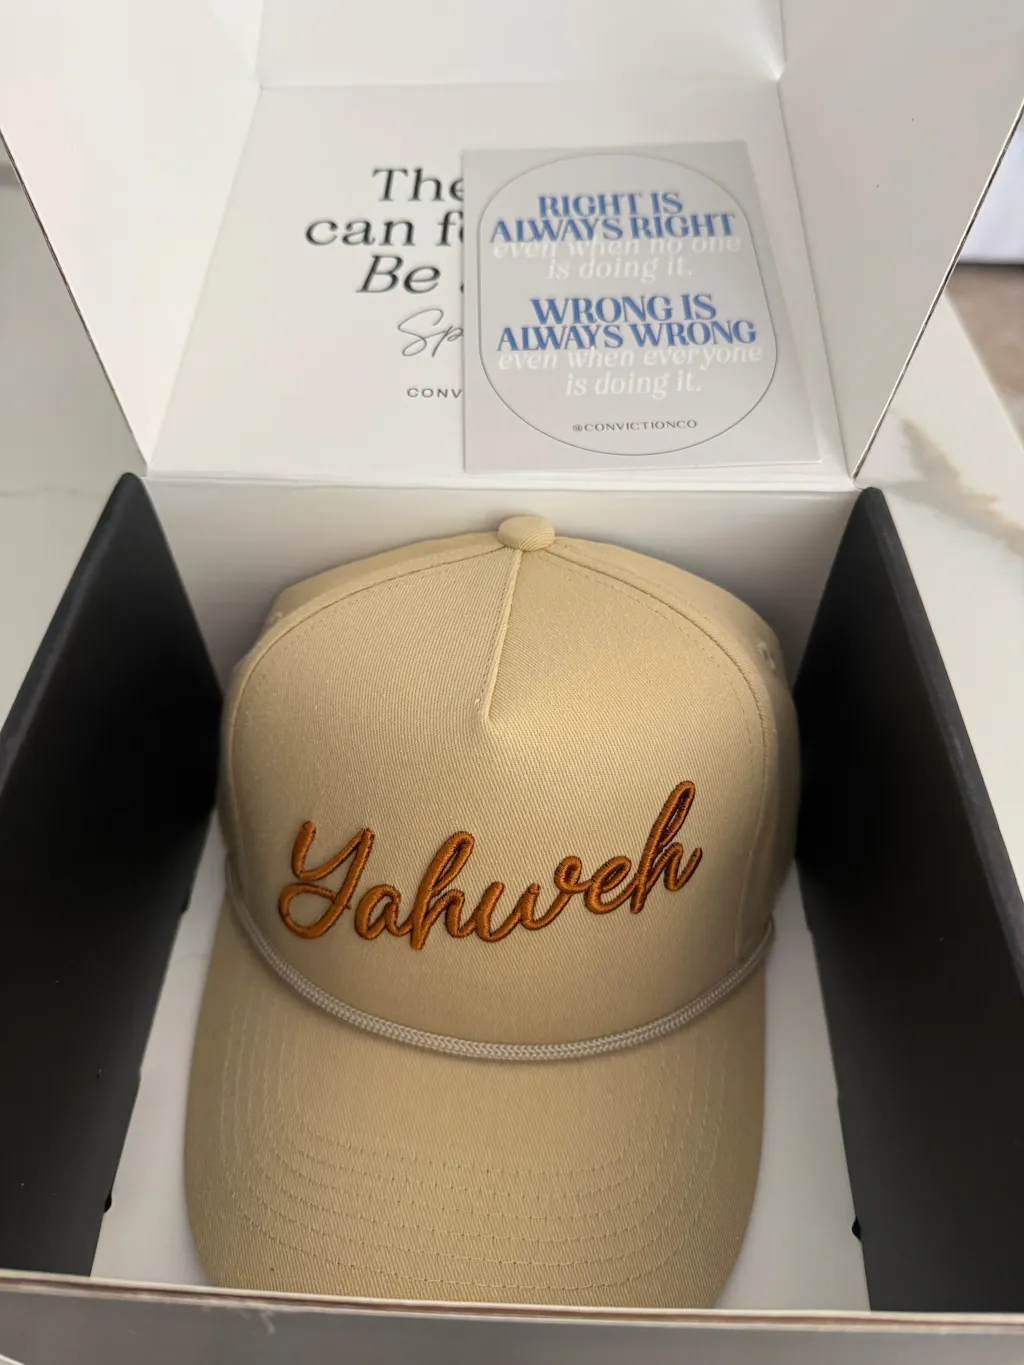 The
can
Be
CONV
RIGHT IS
ALWAYS RIGHT
even when no one
is doing it.
WRONG IS
ALWAYS WRONG
even when everyone
is doing it.
@CONVICTIONCO
Yahweh